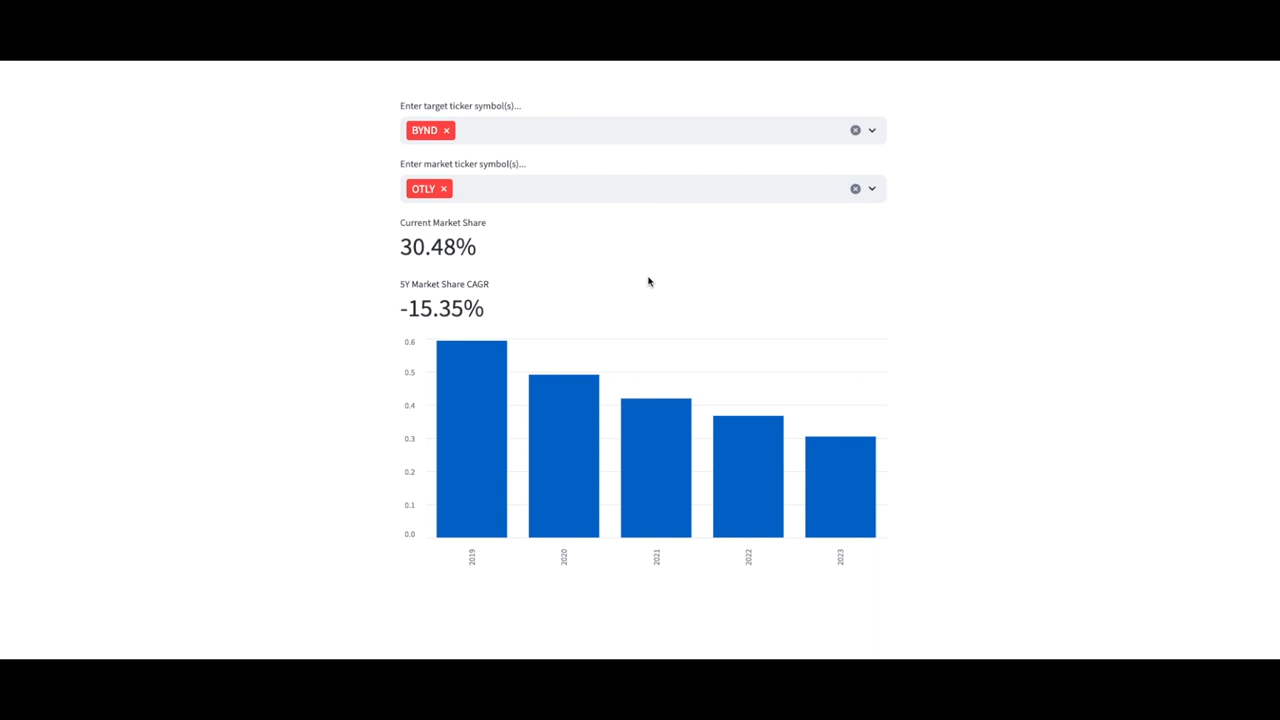 Enter target ticker symbol(s)...
BYND ×
Enter market ticker symbol(s)...
OTLY ×
Current Market Share
30.48%
5Y Market Share CAGR
-15.35%
0.6
0.5
0.4
0.3
0.2
0.1
0.0
2019 2020 2021 2022 2023